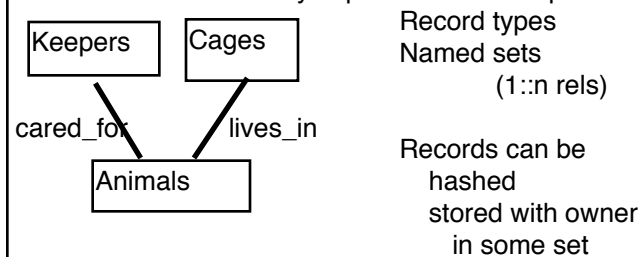 Keepers
Cages
cared_for
lives_in
Animals
Record types
Named sets
(1::n rels)
Records can be
hashed
stored with owner
in some set